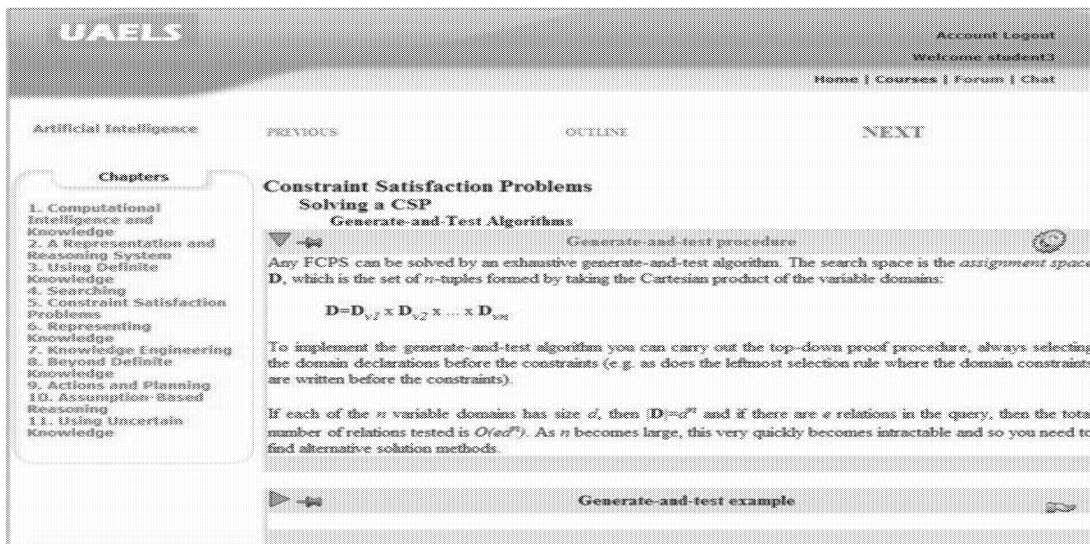 UAELS
Account Logout
Welcome student3
Home | Courses | Forum | Chat
Artificial Intelligence
PREVIOUS OUTLINE NEXT
Chapters
1. Computational
Intelligence and
Knowledge
2. A Representation and
Reasoning System
3. Using Definite
Knowledge
4. Searching
5. Constraint Satisfaction
Problems
6. Representing
Knowledge
7. Knowledge Engineering
8. Beyond Definite
Knowledge
9. Actions and Planning
10. Assumption-Based
Reasoning
11. Using Uncertain
Knowledge
Constraint Satisfaction Problems
Solving a CSP
Generate-and-Test Algorithms
Generate-and-test procedure
Any FCPS can be solved by an exhaustive generate-and-test algorithm. The search space is the assignment space
D, which is the set of n-tuples formed by taking the Cartesian product of the variable domains:
D=Dv1 x Dv2 x ... x Dvn
To implement the generate-and-test algorithm you can carry out the top-down proof procedure, always selecting
the domain declarations before the constraints (e.g. as does the leftmost selection rule where the domain constraints
are written before the constraints).
If each of the n variable domains has size d, then |D|=dⁿ and if there are e relations in the query, then the total
number of relations tested is O(edⁿ). As n becomes large, this very quickly becomes intractable and so you need to
find alternative solution methods.
Generate-and-test example